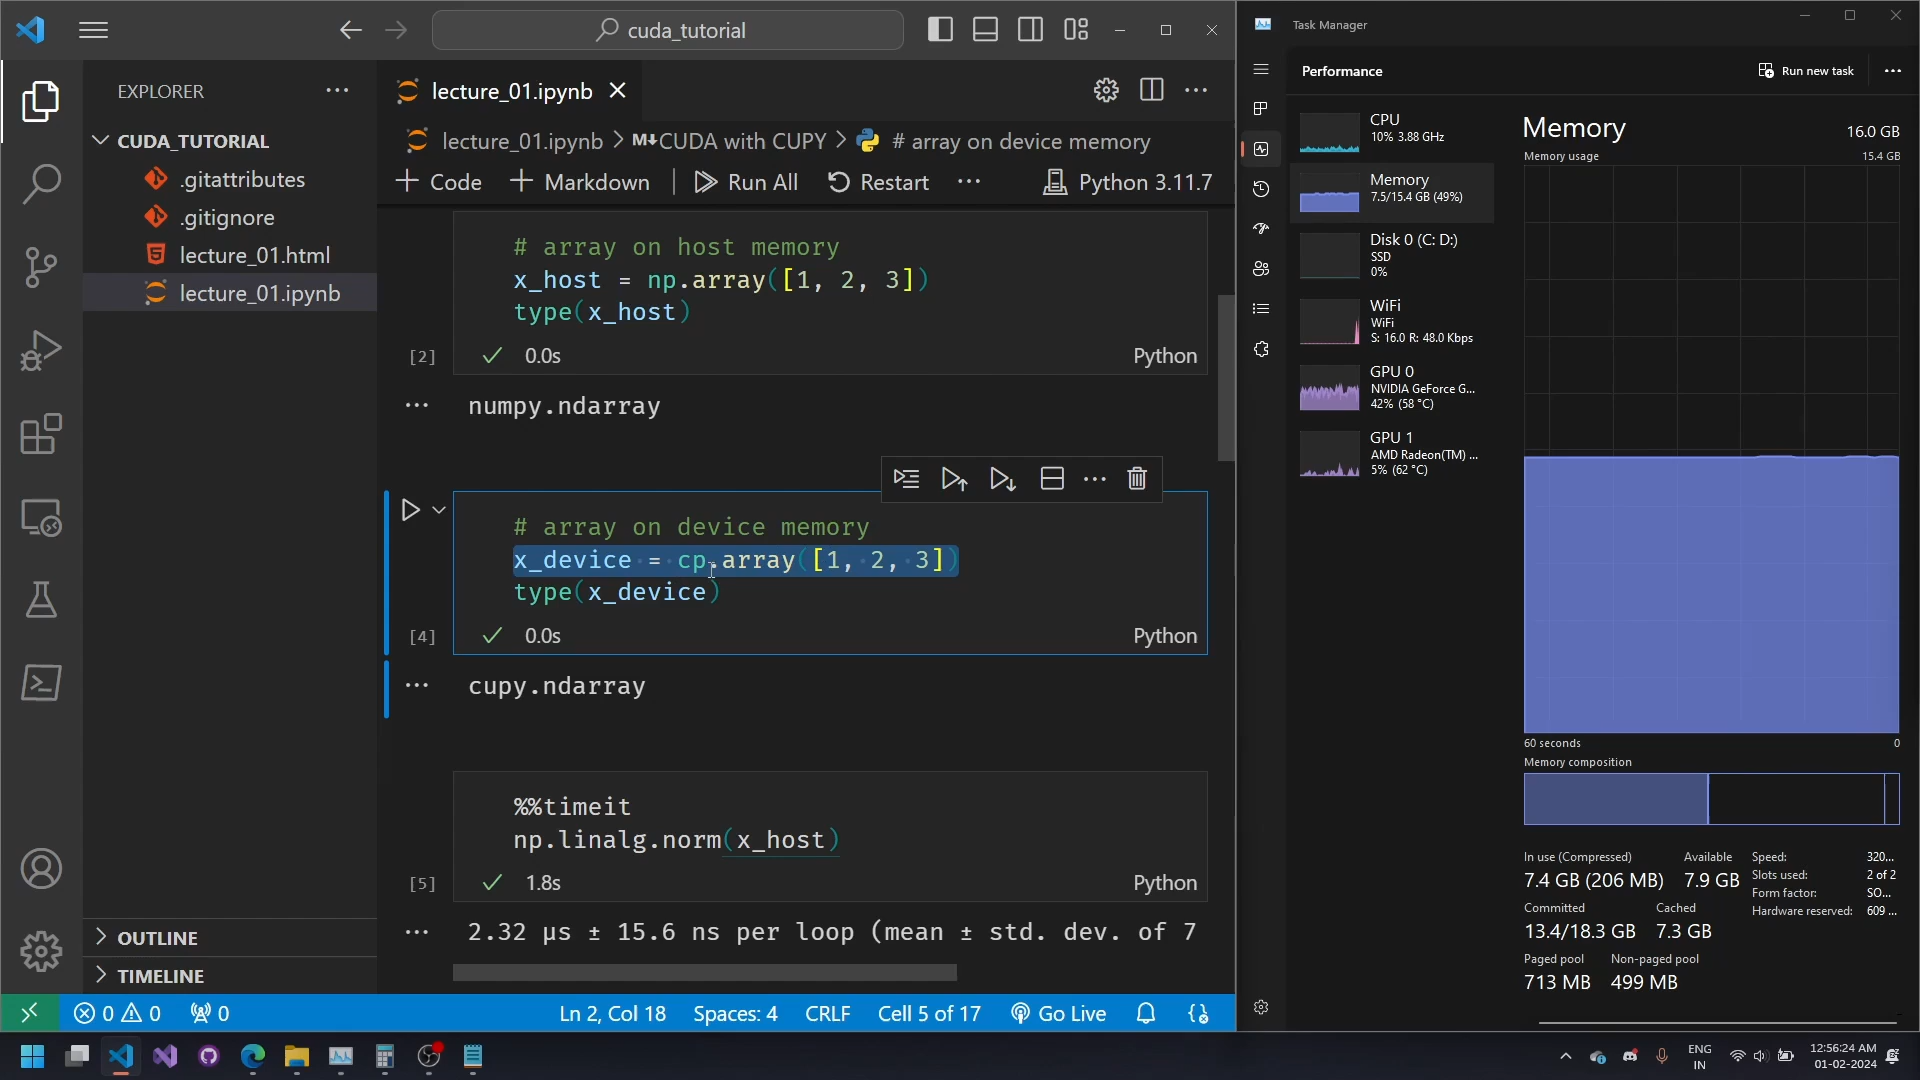 cuda_tutorial
EXPLORER
CUDA_TUTORIAL
.gitattributes
.gitignore
lecture_01.html
lecture_01.ipynb
OUTLINE
TIMELINE
lecture_01.ipynb
lecture_01.ipynb > M↓CUDA with CUPY > # array on device memory
+ Code + Markdown Run All Restart ··· Python 3.11.7
# array on host memory
x_host = np.array([1, 2, 3])
type(x_host)
[2] 0.0s Python
numpy.ndarray
# array on device memory
x_device = cp.array([1, 2, 3])
type(x_device)
[4] 0.0s Python
cupy.ndarray
%%timeit
np.linalg.norm(x_host)
[5] 1.8s Python
2.32 µs ± 15.6 ns per loop (mean ± std. dev. of 7
0 0 0 Ln 2, Col 18 Spaces: 4 CRLF Cell 5 of 17 Go Live
Task Manager
Performance Run new task ···
CPU
10% 3.88 GHz
Memory
7.5/15.4 GB (49%)
Disk 0 (C: D:)
SSD
0%
WiFi
WiFi
S: 16.0 R: 48.0 Kbps
GPU 0
NVIDIA GeForce G...
42% (58 °C)
GPU 1
AMD Radeon(TM) ...
5% (62 °C)
Memory 16.0 GB
Memory usage 15.4 GB
60 seconds 0
Memory composition
In use (Compressed) Available
7.4 GB (206 MB) 7.9 GB
Committed Cached
13.4/18.3 GB 7.3 GB
Paged pool Non-paged pool
713 MB 499 MB
Speed: 320...
Slots used: 2 of 2
Form factor: SO...
Hardware reserved: 609 ...
ENG
IN
12:56:24 AM
01-02-2024